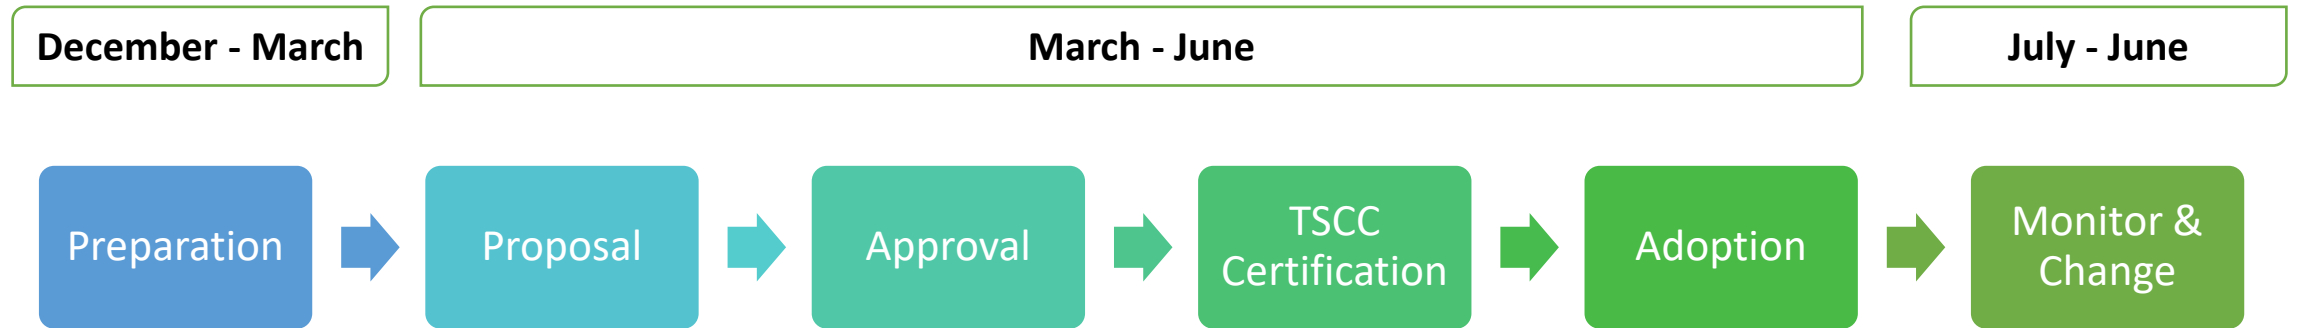 December - March
March - June
July - June
Preparation
Proposal
Approval
TSCC
Certification
Adoption
Monitor &
Change